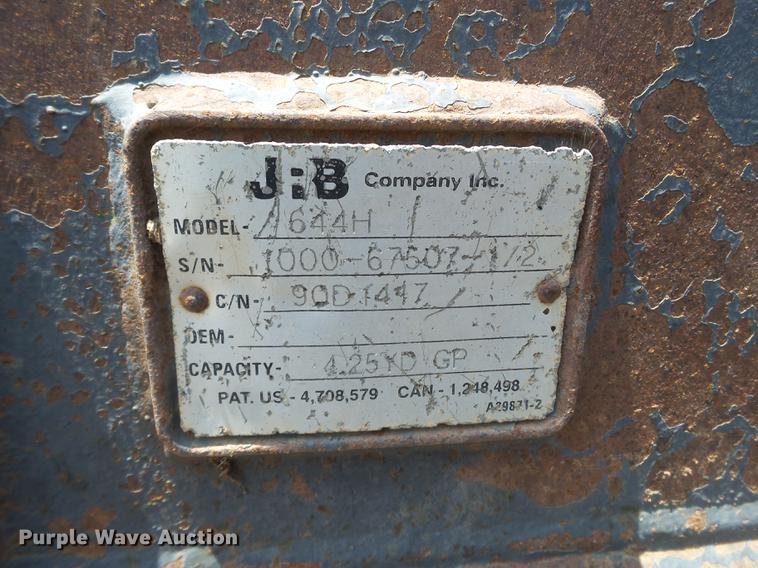 JRB Company Inc.
MODEL- 644H
S/N- 1000-67507-1/2
C/N- 90D1447
OEM-
CAPACITY- 4.25YD GP
PAT. US - 4,708,579 CAN - 1,248,498
A29871-2
Purple Wave Auction®